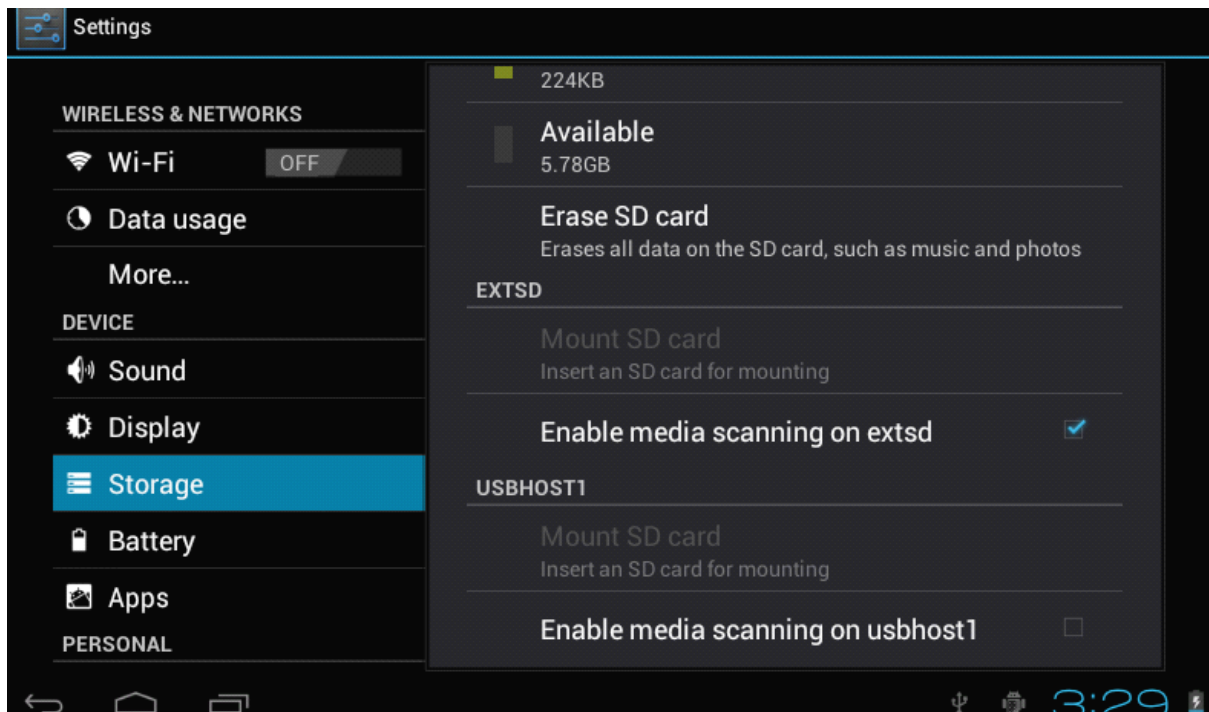 Settings
WIRELESS & NETWORKS
Wi-Fi OFF
Data usage
More...
DEVICE
Sound
Display
Storage
Battery
Apps
PERSONAL
224KB
Available
5.78GB
Erase SD card
Erases all data on the SD card, such as music and photos
EXTSD
Mount SD card
Insert an SD card for mounting
Enable media scanning on extsd
USBHOST1
Mount SD card
Insert an SD card for mounting
Enable media scanning on usbhost1
3:29